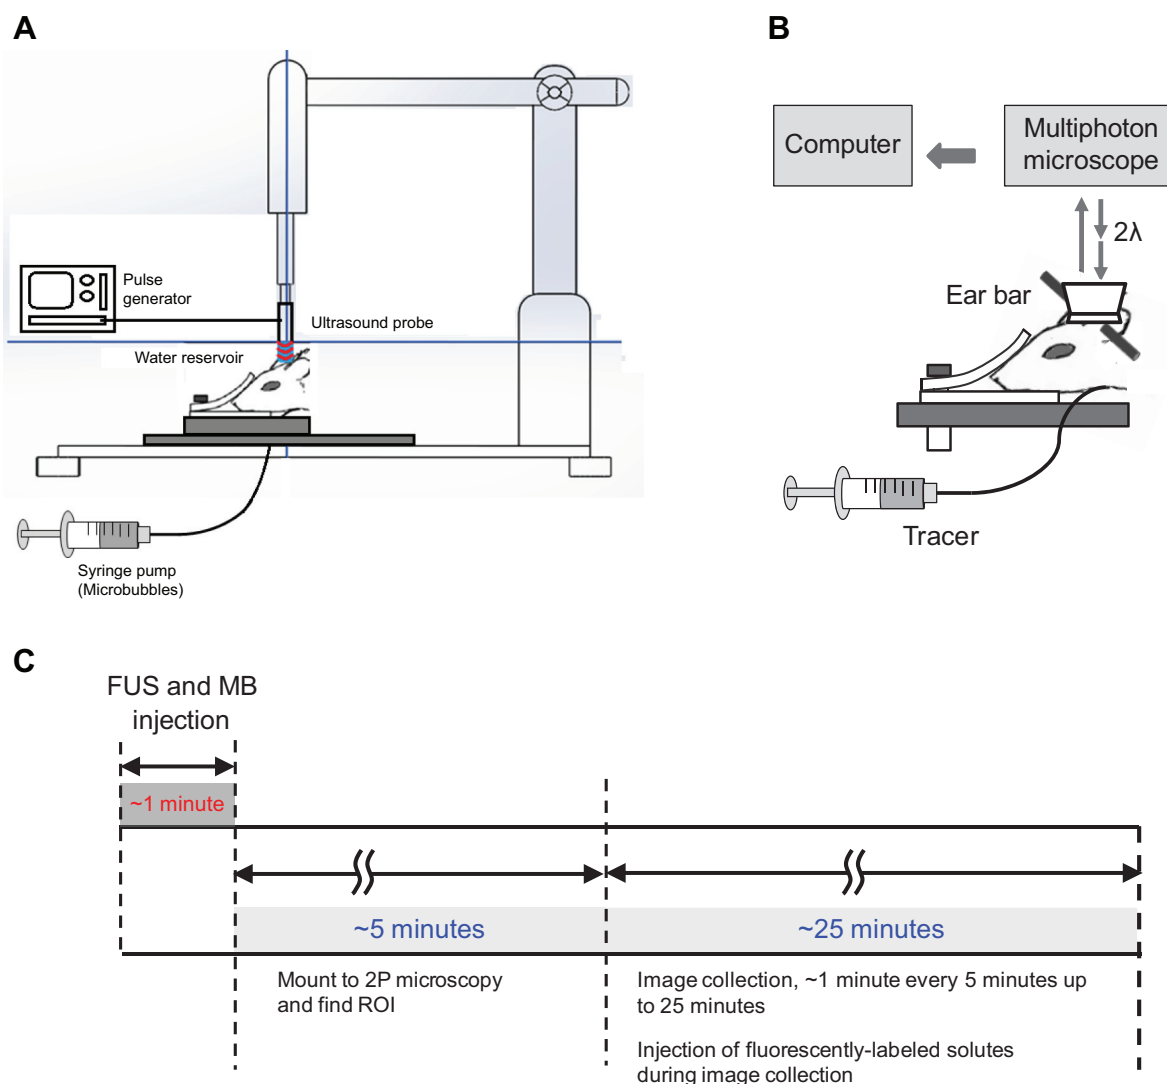 A
Pulse
generator
Ultrasound probe
Water reservoir
Syringe pump
(Microbubbles)
B
Computer
Multiphoton
microscope
2λ
Ear bar
Tracer
C
FUS and MB
injection
~1 minute
~5 minutes
~25 minutes
Mount to 2P microscopy
and find ROI
Image collection, ~1 minute every 5 minutes up
to 25 minutes
Injection of fluorescently-labeled solutes
during image collection